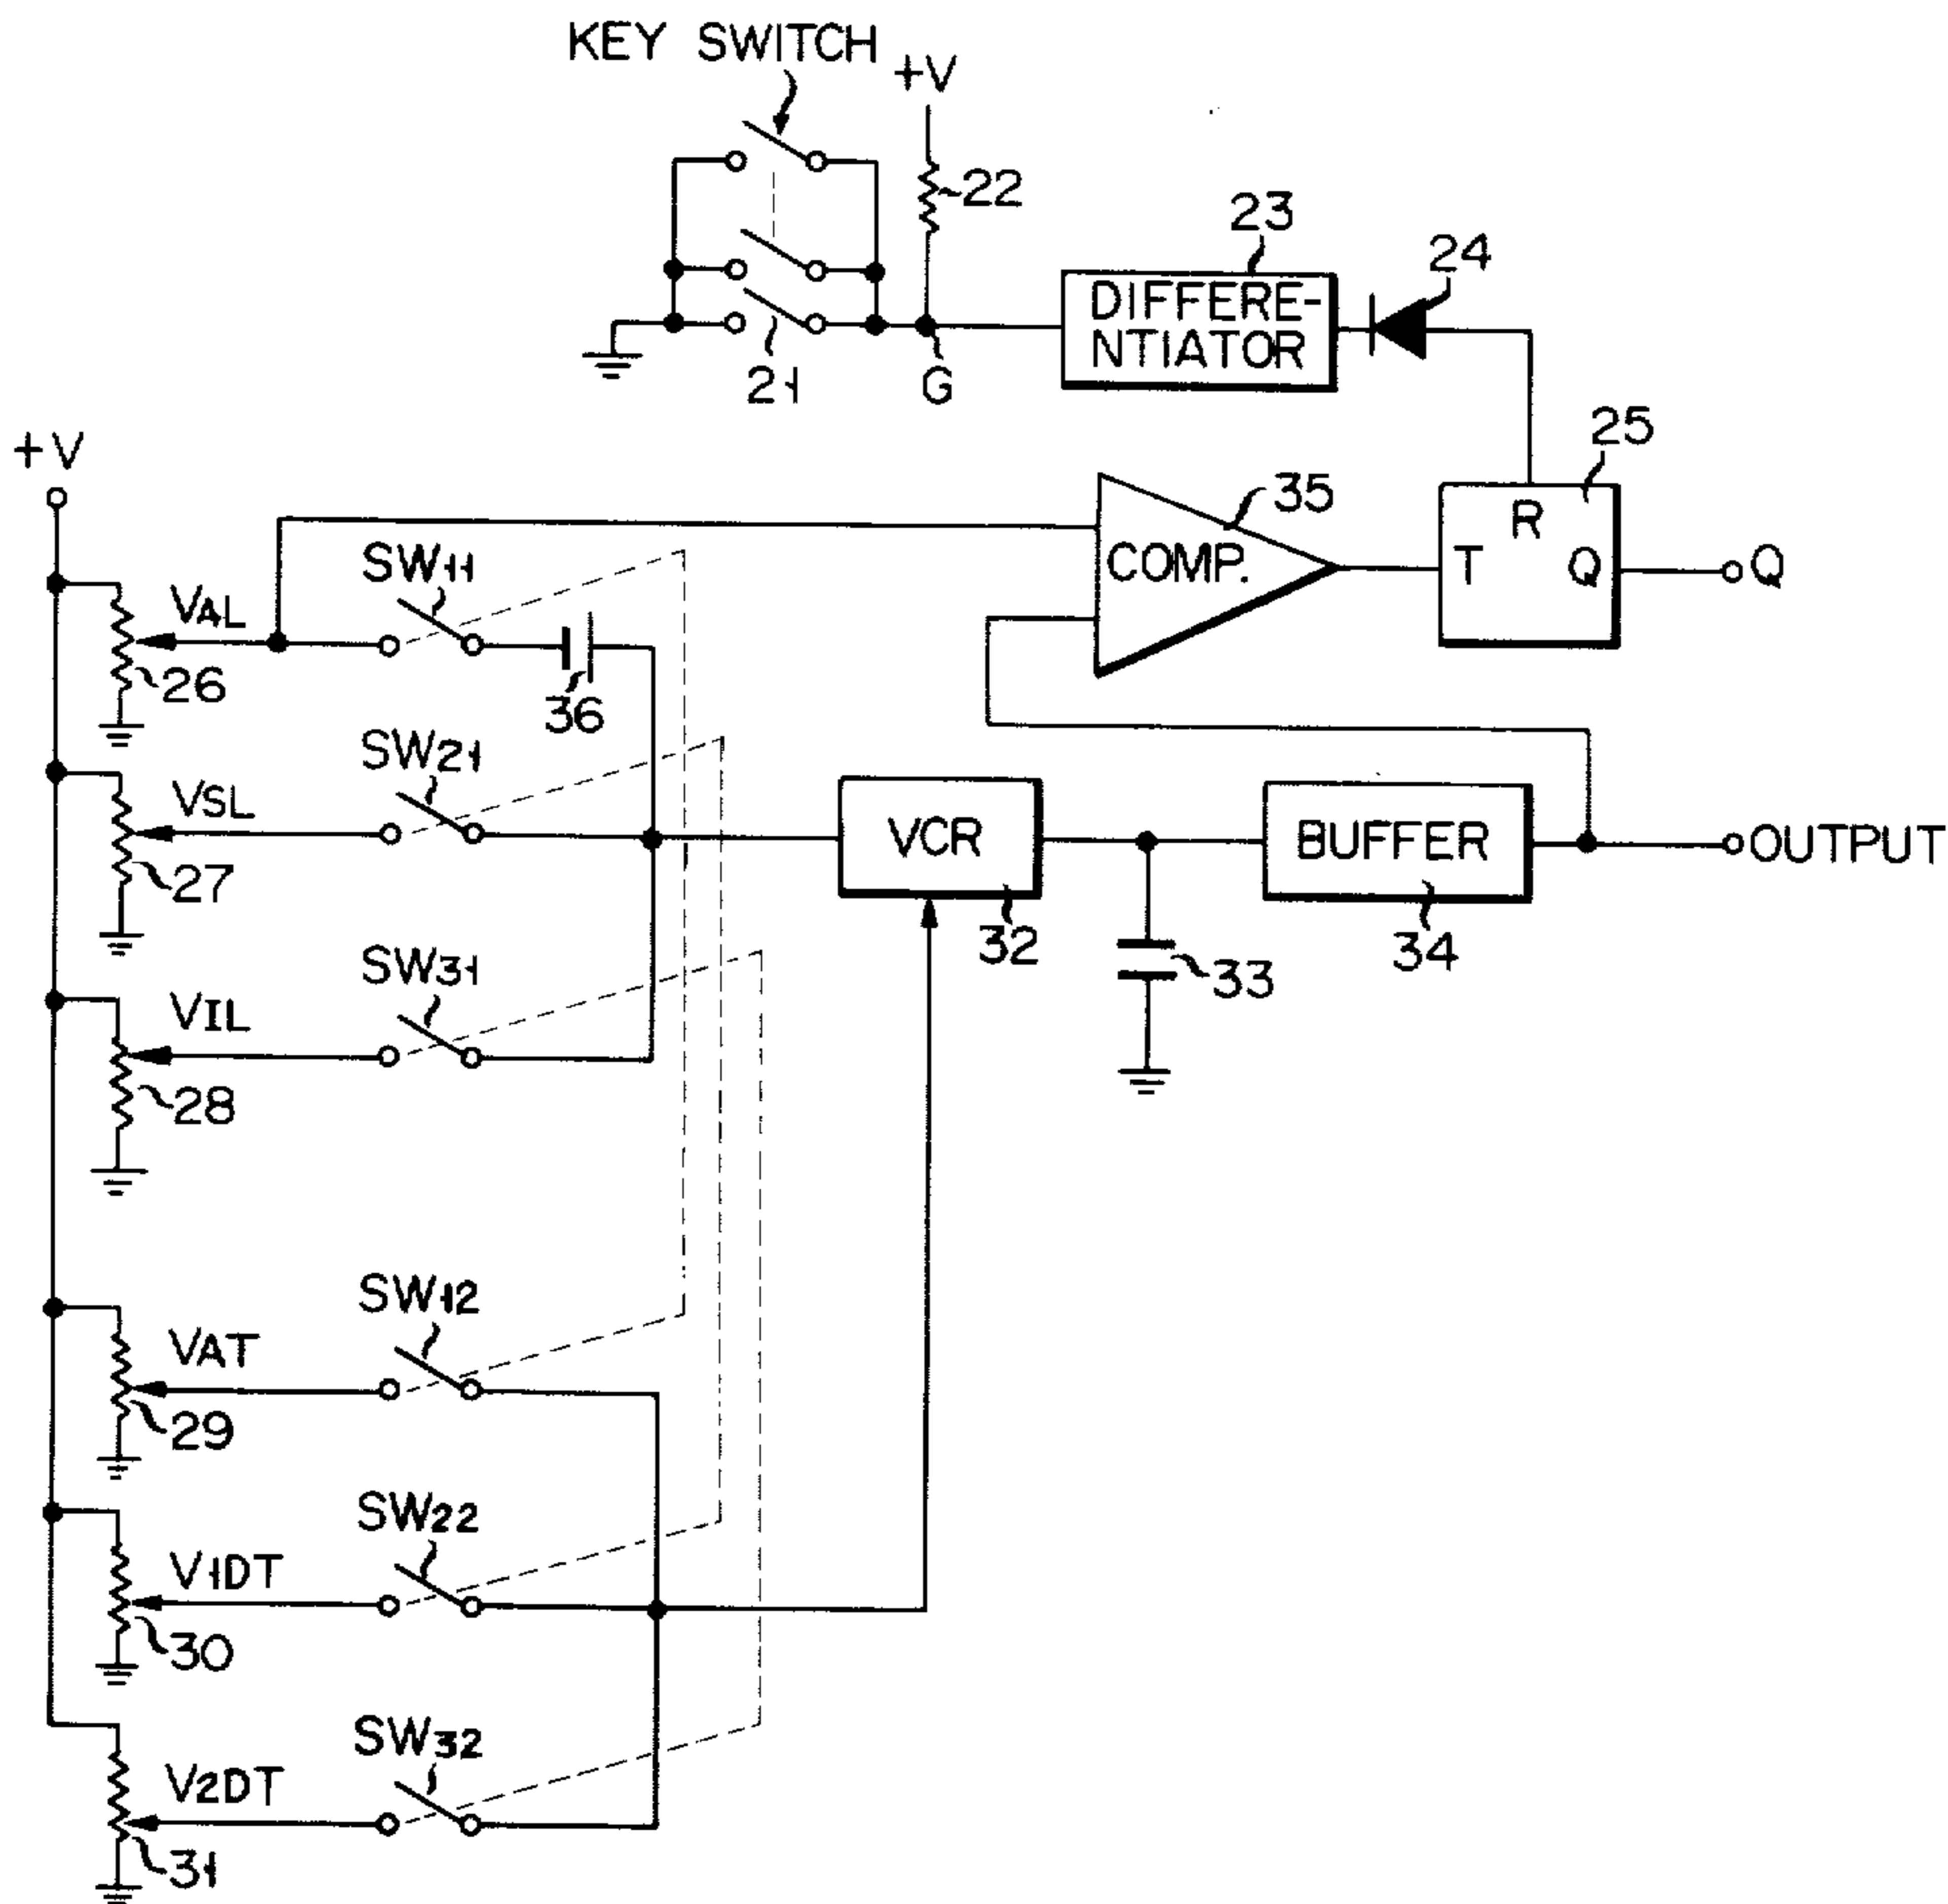 KEY SWITCH
+V
22
23
24
DIFFERE-
NTIATOR
21
G
25
+V
35
R
COMP.
T
Q
Q
SW11
VAL
26
36
SW21
VSL
27
VCR
BUFFER
OUTPUT
32
34
33
SW31
VIL
28
SW12
VAT
29
SW22
V1DT
30
SW32
V2DT
31